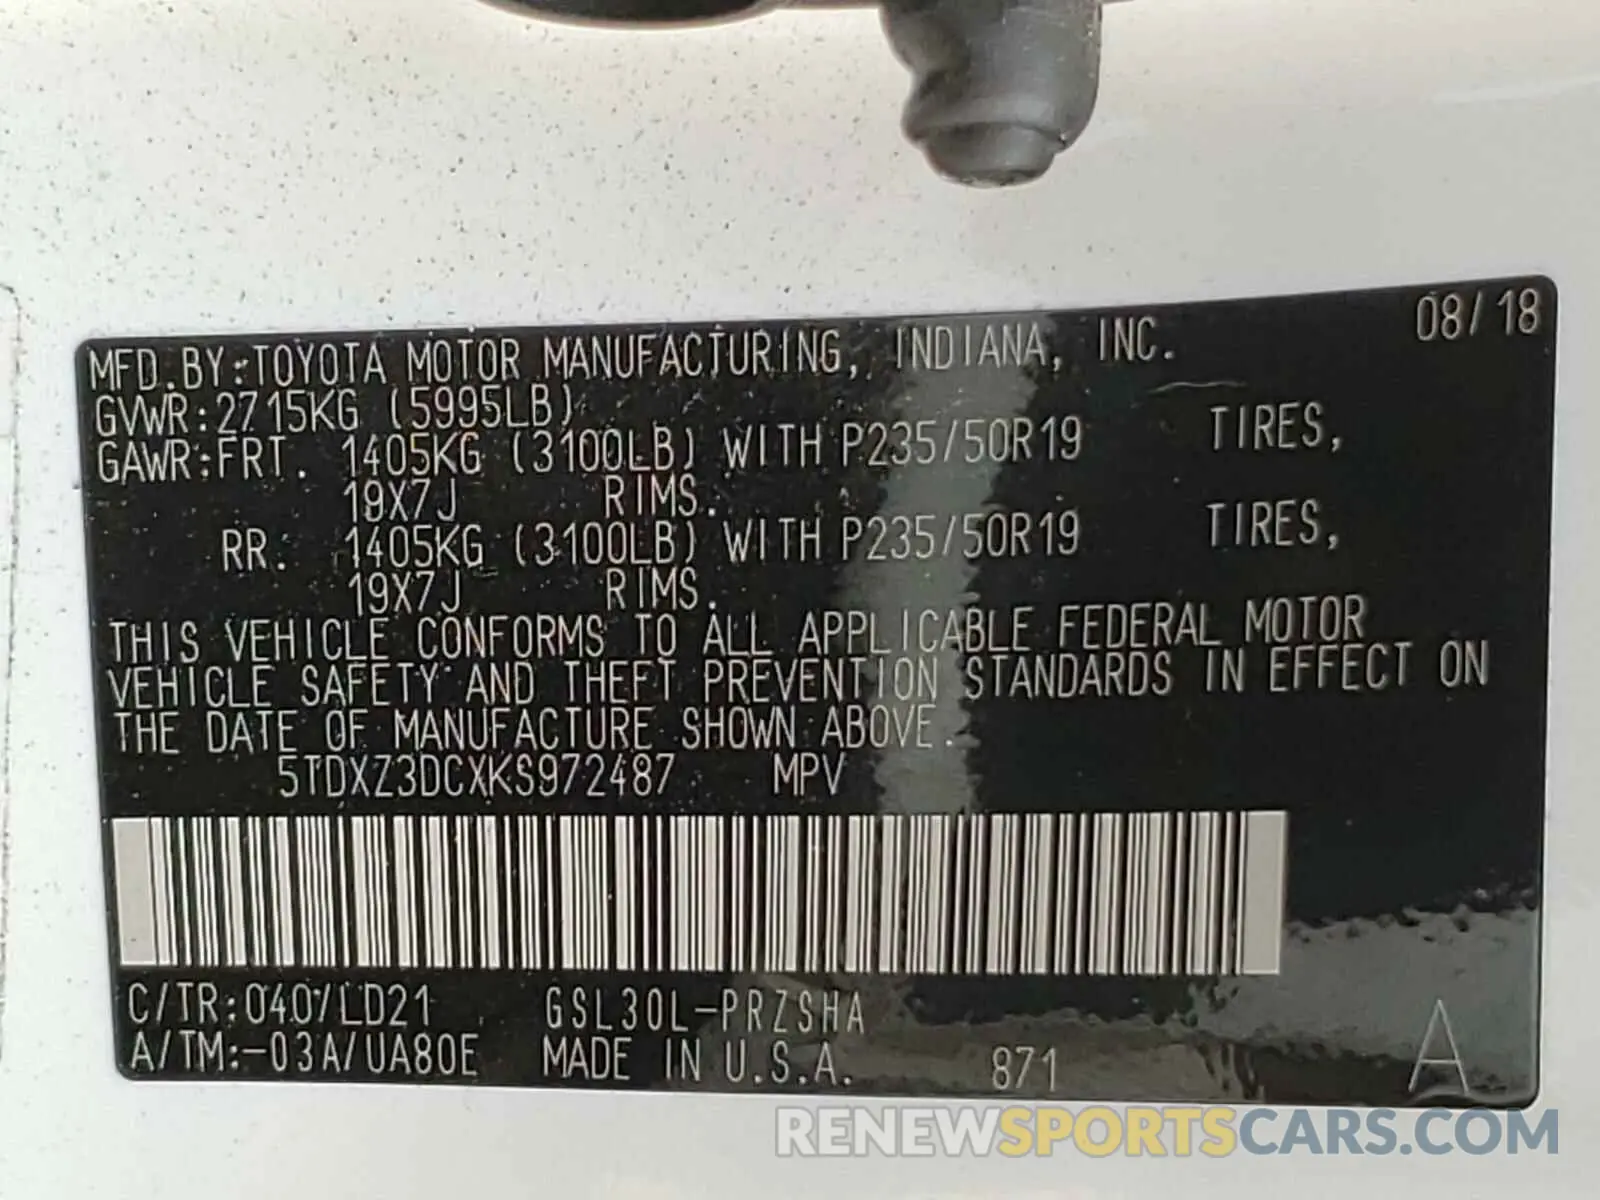 08/18
MFD.BY:TOYOTA MOTOR MANUFACTURING, INDIANA, INC.
GVWR:2715KG (5995LB)
GAWR:FRT. 1405KG (3100LB) WITH P235/50R19 TIRES,
19X7J RIMS.
RR. 1405KG (3100LB) WITH P235/50R19 TIRES,
19X7J RIMS.
THIS VEHICLE CONFORMS TO ALL APPLICABLE FEDERAL MOTOR
VEHICLE SAFETY AND THEFT PREVENTION STANDARDS IN EFFECT ON
THE DATE OF MANUFACTURE SHOWN ABOVE.
5TDXZ3DCXKS972487 MPV
C/TR:040/LD21 GSL30L-PRZSHA
A/TM:-03A/UA80E MADE IN U.S.A. 871 A
RENEWSPORTSCARS.COM